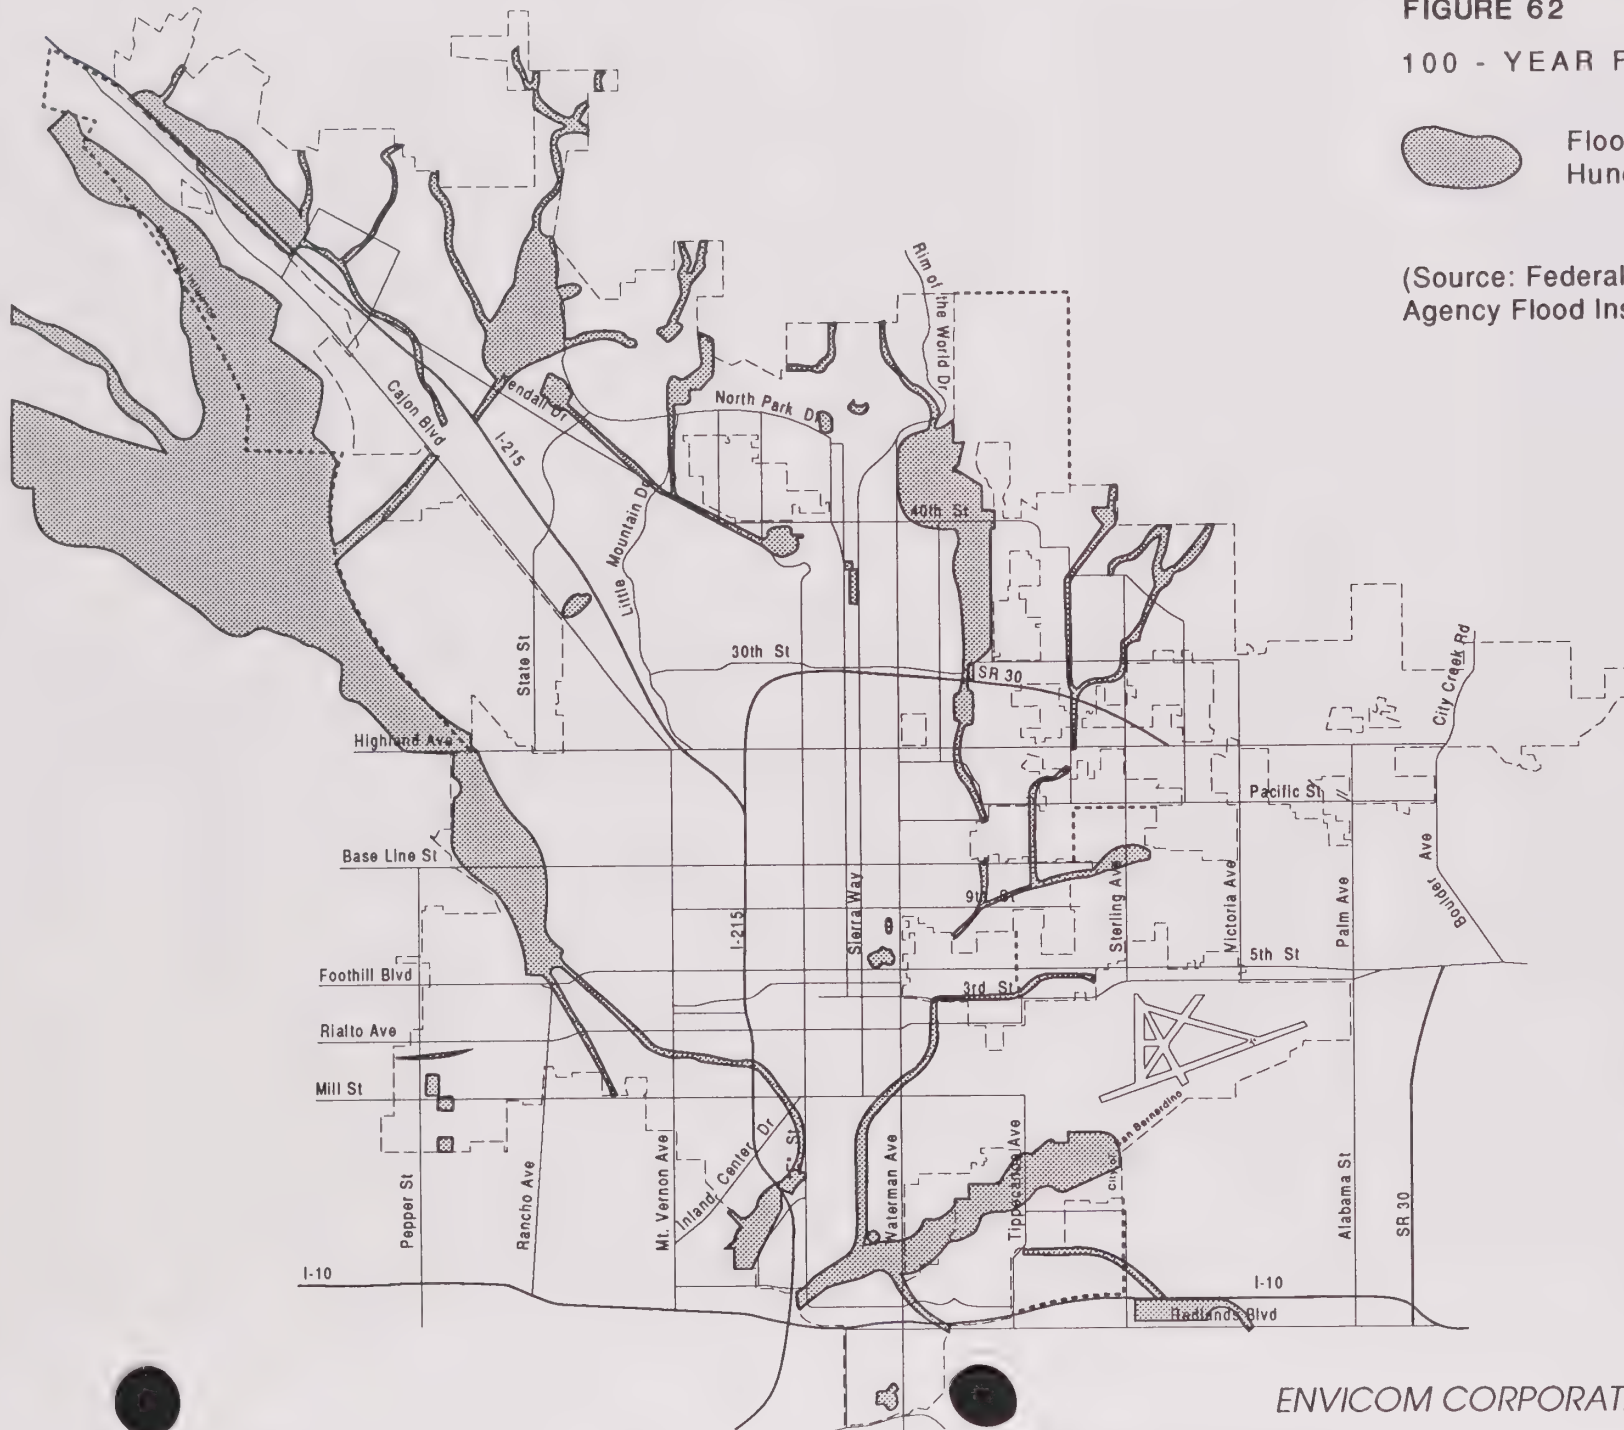 FIGURE 62
100 - YEAR F
Floo
Hund
(Source: Federal
Agency Flood Ins
Rim of the World Dr
Cajon Blvd
I-215
Kendall Dr
North Park Dr
Little Mountain Dr
40th St
State St
30th St
SR 30
City Creek Rd
Highland Ave
Pacific St
Base Line St
Boulder Ave
9th St
Sierra Way
I-215
Sterling Ave
Victoria Ave
Palm Ave
5th St
Foothill Blvd
3rd St
Rialto Ave
Mill St
City of San Bernardino
Inland Center Dr
St
Pepper St
Rancho Ave
Mt. Vernon Ave
Waterman Ave
Tippecanoe Ave
Alabama St
SR 30
I-10
I-10
Redlands Blvd
ENVICOM CORPORAT